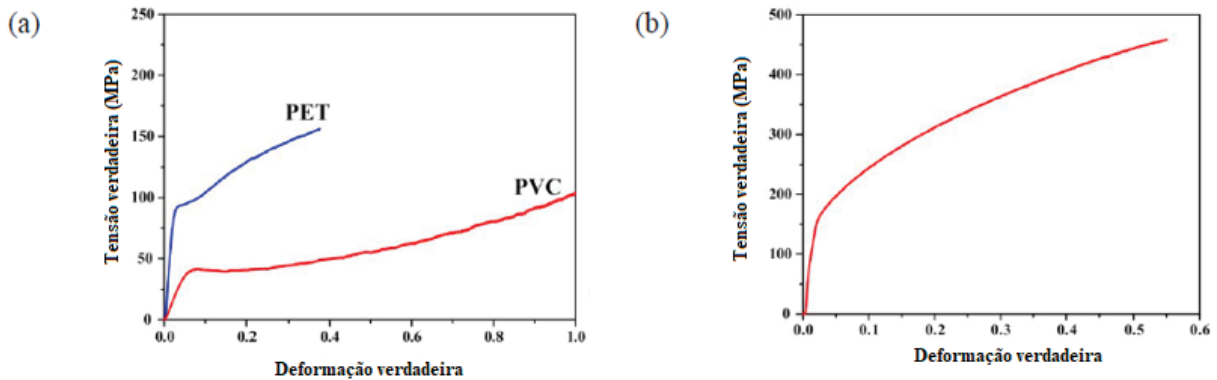 (a)
250
200
150
100
50
0
Tensão verdadeira (MPa)
PET
PVC
0.0 0.2 0.4 0.6 0.8 1.0
Deformação verdadeira
(b)
500
400
300
200
100
0
Tensão verdadeira (MPa)
0.0 0.1 0.2 0.3 0.4 0.5 0.6
Deformação verdadeira